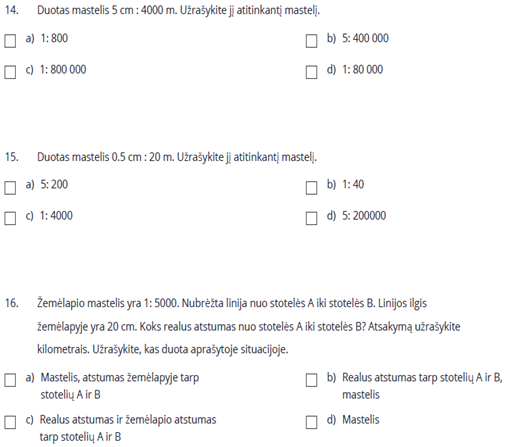 14. Duotas mastelis 5 cm : 4000 m. Užrašykite jį atitinkantį mastelį.
a) 1: 800
b) 5: 400 000
c) 1: 800 000
d) 1: 80 000
15. Duotas mastelis 0.5 cm : 20 m. Užrašykite jį atitinkantį mastelį.
a) 5: 200
b) 1: 40
c) 1: 4000
d) 5: 200000
16. Žemėlapio mastelis yra 1: 5000. Nubrėžta linija nuo stotelės A iki stotelės B. Linijos ilgis
žemėlapyje yra 20 cm. Koks realus atstumas nuo stotelės A iki stotelės B? Atsakymą užrašykite
kilometrais. Užrašykite, kas duota aprašytoje situacijoje.
a) Mastelis, atstumas žemėlapyje tarp
stotelių A ir B
b) Realus atstumas tarp stotelių A ir B,
mastelis
c) Realus atstumas ir žemėlapio atstumas
tarp stotelių A ir B
d) Mastelis